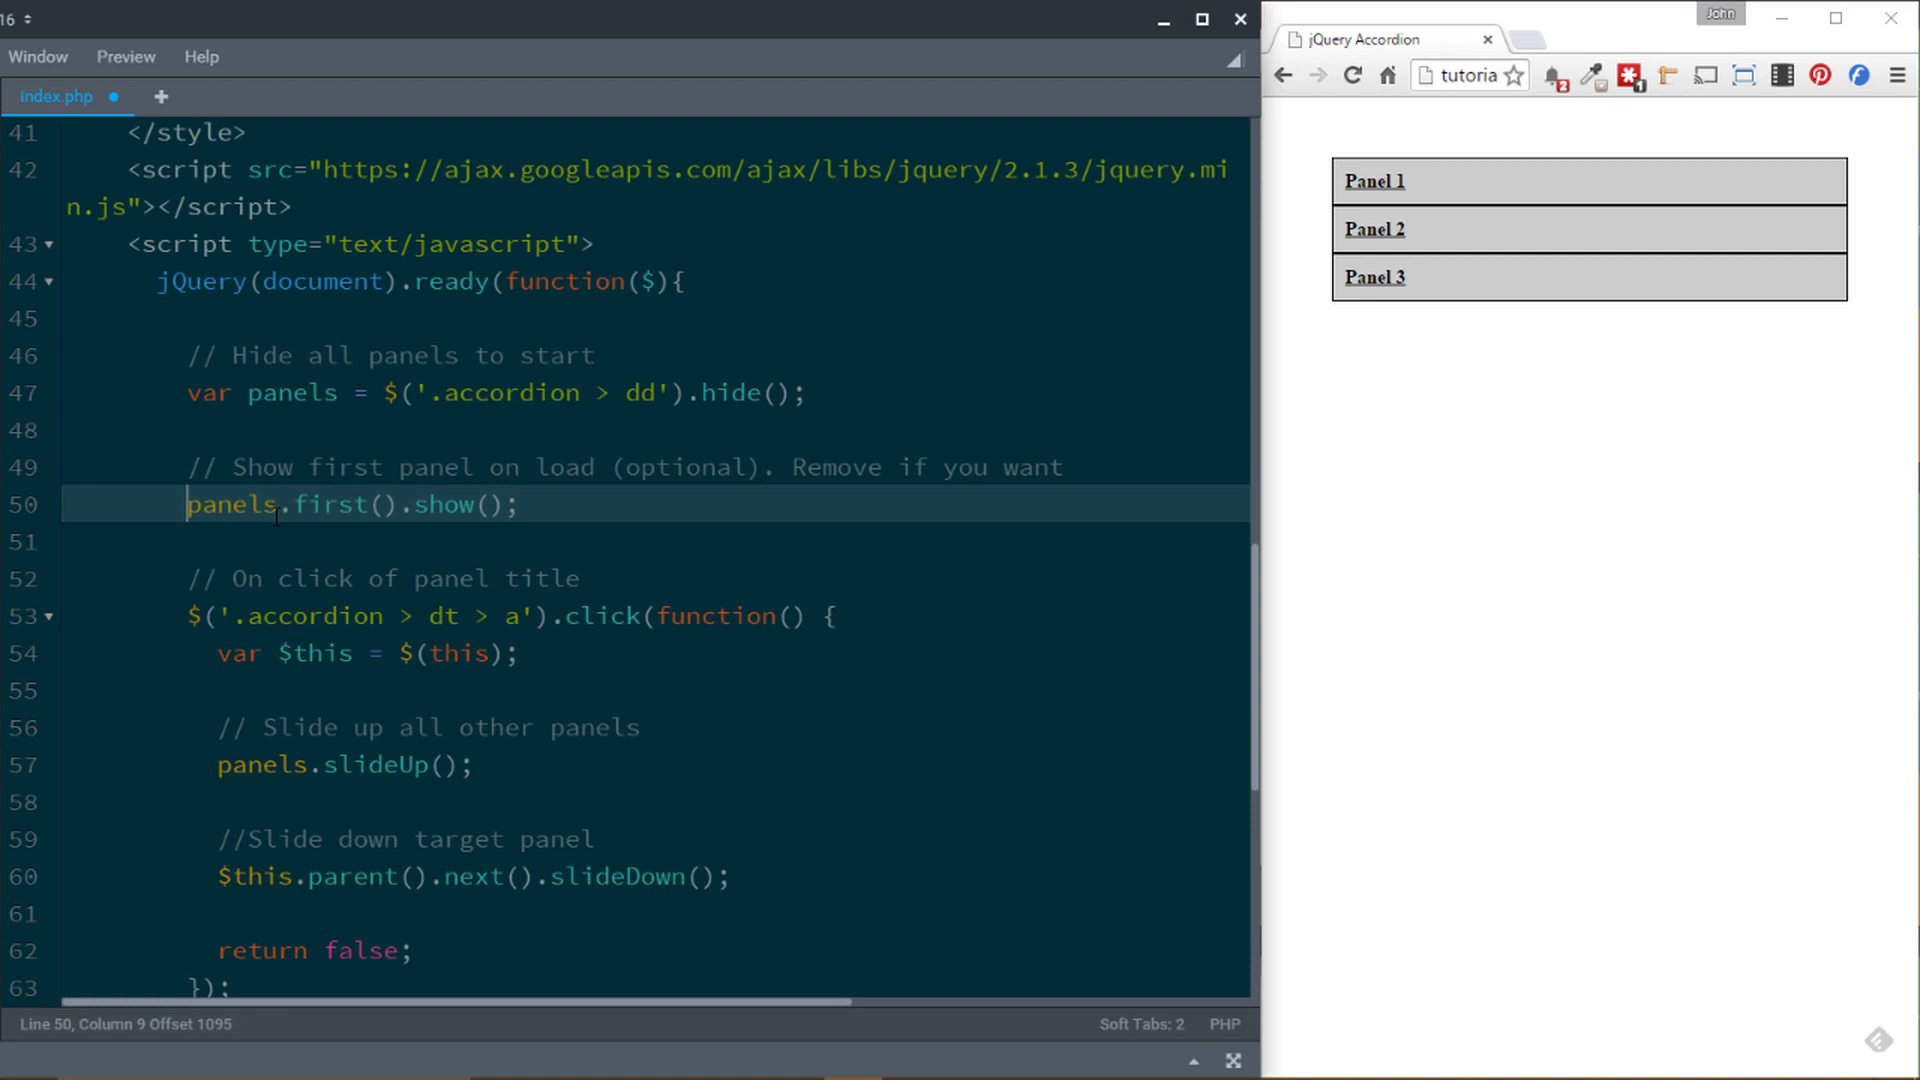 16
Window Preview Help
index.php
41 </style>
42 <script src="https://ajax.googleapis.com/ajax/libs/jquery/2.1.3/jquery.mi
n.js"></script>
43 <script type="text/javascript">
44 jQuery(document).ready(function($){
45
46 // Hide all panels to start
47 var panels = $('.accordion > dd').hide();
48
49 // Show first panel on load (optional). Remove if you want
50 panels.first().show();
51
52 // On click of panel title
53 $('.accordion > dt > a').click(function() {
54 var $this = $(this);
55
56 // Slide up all other panels
57 panels.slideUp();
58
59 //Slide down target panel
60 $this.parent().next().slideDown();
61
62 return false;
63 });
Line 50, Column 9 Offset 1095
Soft Tabs: 2 PHP
John
jQuery Accordion
tutoria
2
1
Panel 1
Panel 2
Panel 3